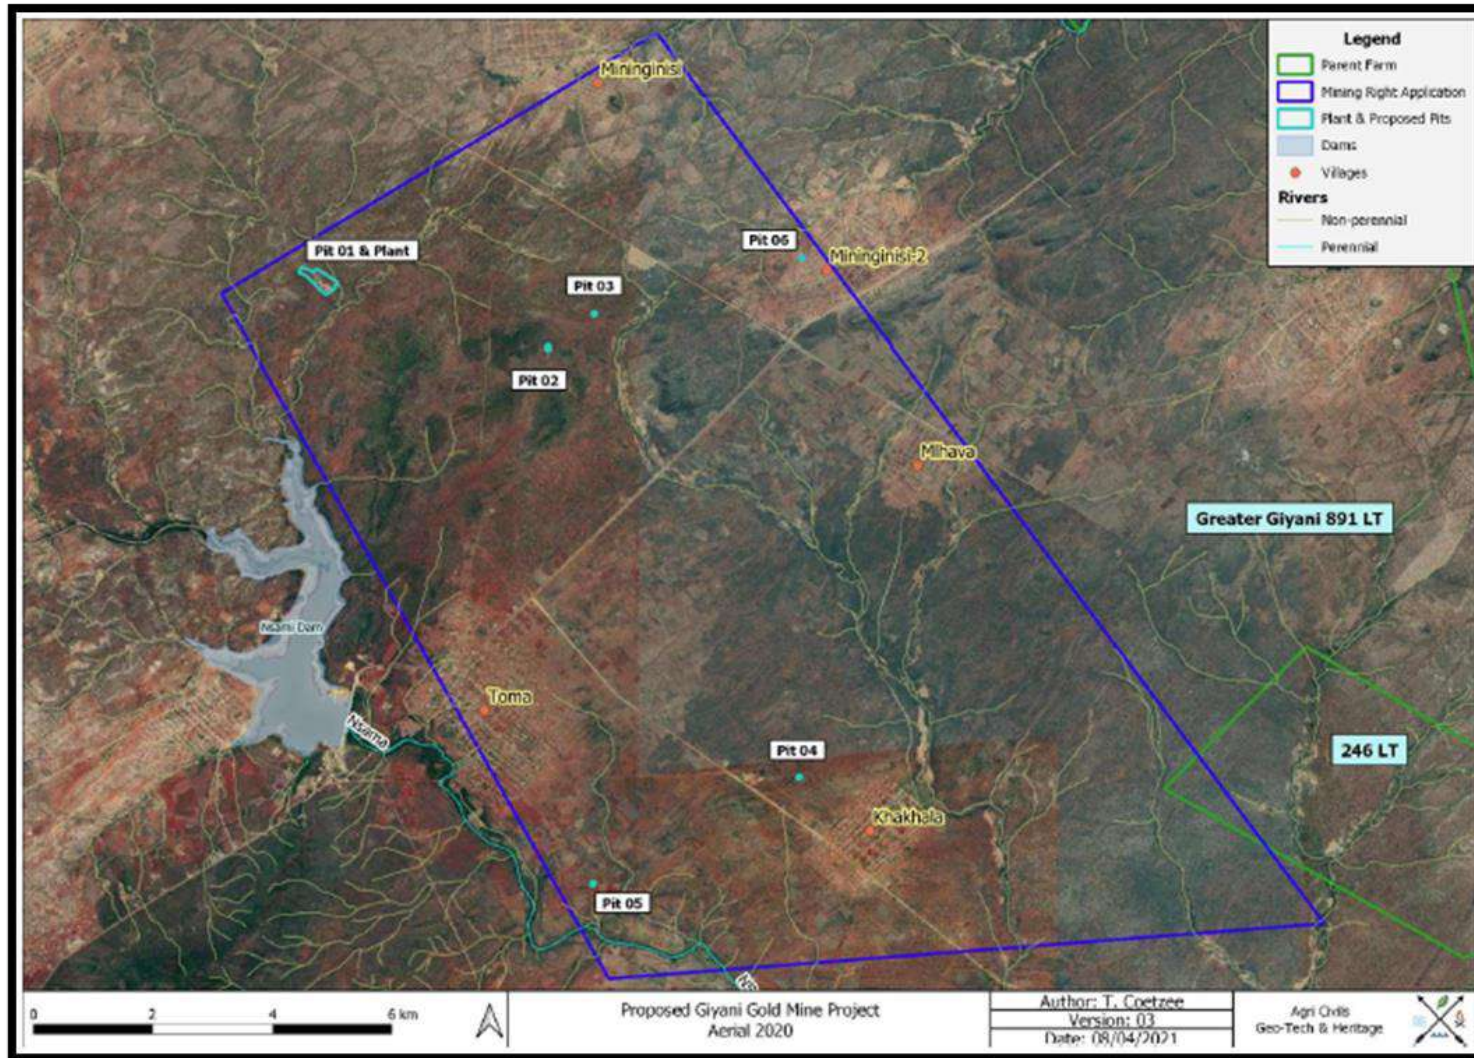 Legend
Parent Farm
Mining Right Application
Plant & Proposed Pits
Dams
Villages
Rivers
Non-perennial
Perennial
Mininginisi
Pit 01 & Plant
Pit 06
Mininginisi-2
Pit 03
Pit 02
Mlhava
Greater Giyani 891 LT
Nsami Dam
Toma
Nsama
Pit 04
246 LT
Khakhala
Pit 05
0 2 4 6 km
Proposed Giyani Gold Mine Project
Aerial 2020
Author: T. Coetzee
Version: 03
Date: 08/04/2021
Agri Civils
Geo-Tech & Heritage